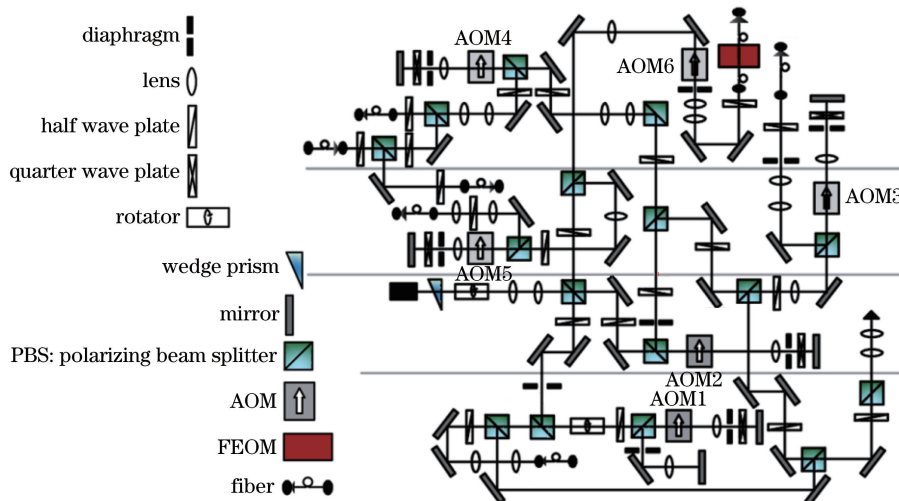 diaphragm
lens
half wave plate
quarter wave plate
rotator
wedge prism
mirror
PBS: polarizing beam splitter
AOM
FEOM
fiber
AOM4
AOM6
AOM3
AOM5
AOM2
AOM1